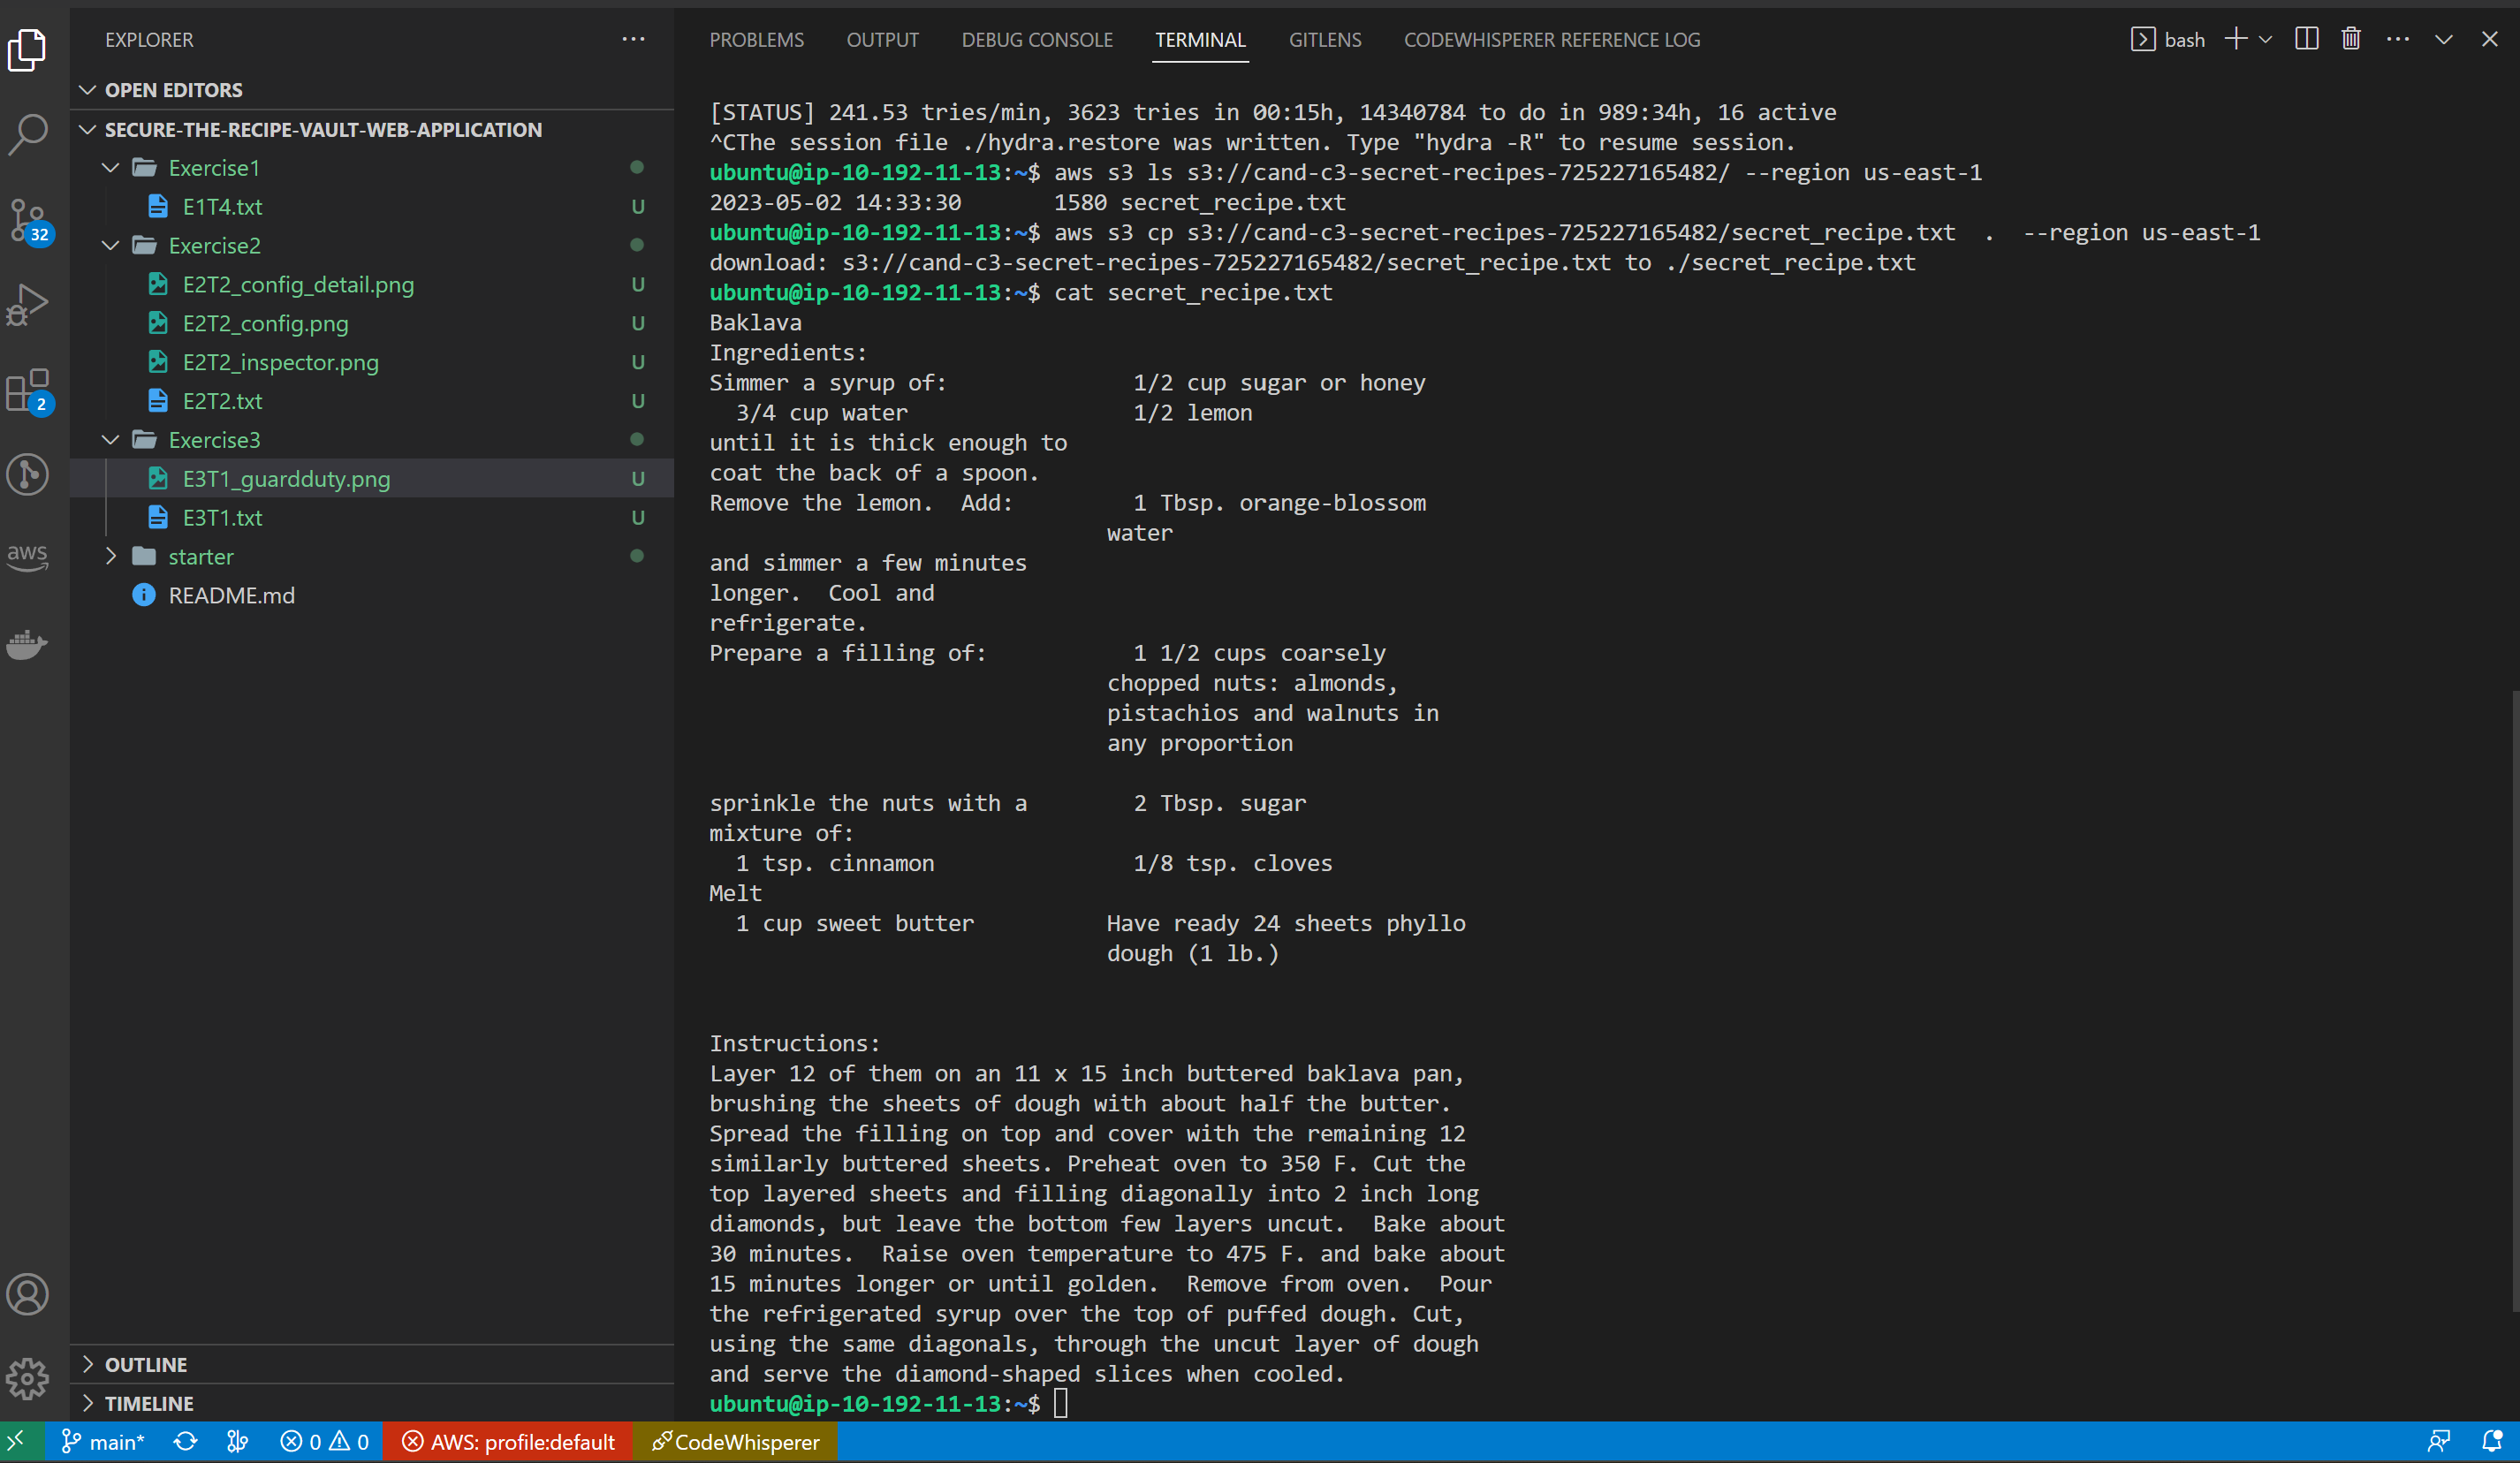 EXPLORER
OPEN EDITORS
SECURE-THE-RECIPE-VAULT-WEB-APPLICATION
Exercise1
E1T4.txt U
Exercise2
E2T2_config_detail.png U
E2T2_config.png U
E2T2_inspector.png U
E2T2.txt U
Exercise3
E3T1_guardduty.png U
E3T1.txt U
starter
README.md
OUTLINE
TIMELINE
32
2
aws
PROBLEMS OUTPUT DEBUG CONSOLE TERMINAL GITLENS CODEWHISPERER REFERENCE LOG bash
[STATUS] 241.53 tries/min, 3623 tries in 00:15h, 14340784 to do in 989:34h, 16 active
^CThe session file ./hydra.restore was written. Type "hydra -R" to resume session.
ubuntu@ip-10-192-11-13:~$ aws s3 ls s3://cand-c3-secret-recipes-725227165482/ --region us-east-1
2023-05-02 14:33:30       1580 secret_recipe.txt
ubuntu@ip-10-192-11-13:~$ aws s3 cp s3://cand-c3-secret-recipes-725227165482/secret_recipe.txt  .  --region us-east-1
download: s3://cand-c3-secret-recipes-725227165482/secret_recipe.txt to ./secret_recipe.txt
ubuntu@ip-10-192-11-13:~$ cat secret_recipe.txt
Baklava
Ingredients:
Simmer a syrup of:              1/2 cup sugar or honey
  3/4 cup water                 1/2 lemon
until it is thick enough to
coat the back of a spoon.
Remove the lemon.  Add:         1 Tbsp. orange-blossom
                              water
and simmer a few minutes
longer.  Cool and
refrigerate.
Prepare a filling of:           1 1/2 cups coarsely
                              chopped nuts: almonds,
                              pistachios and walnuts in
                              any proportion
sprinkle the nuts with a        2 Tbsp. sugar
mixture of:
  1 tsp. cinnamon               1/8 tsp. cloves
Melt
  1 cup sweet butter          Have ready 24 sheets phyllo
                              dough (1 lb.)
Instructions:
Layer 12 of them on an 11 x 15 inch buttered baklava pan,
brushing the sheets of dough with about half the butter.
Spread the filling on top and cover with the remaining 12
similarly buttered sheets. Preheat oven to 350 F. Cut the
top layered sheets and filling diagonally into 2 inch long
diamonds, but leave the bottom few layers uncut.  Bake about
30 minutes.  Raise oven temperature to 475 F. and bake about
15 minutes longer or until golden.  Remove from oven.  Pour
the refrigerated syrup over the top of puffed dough. Cut,
using the same diagonals, through the uncut layer of dough
and serve the diamond-shaped slices when cooled.
ubuntu@ip-10-192-11-13:~$
main* 0 0 AWS: profile:default CodeWhisperer